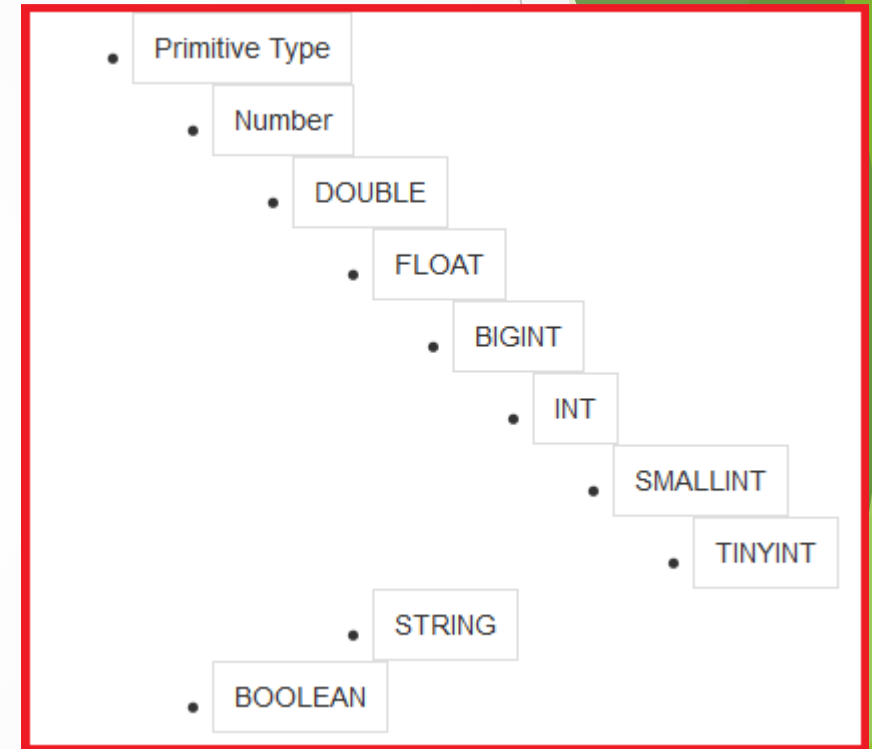 Primitive Type
Number
DOUBLE
FLOAT
BIGINT
INT
SMALLINT
TINYINT
STRING
BOOLEAN